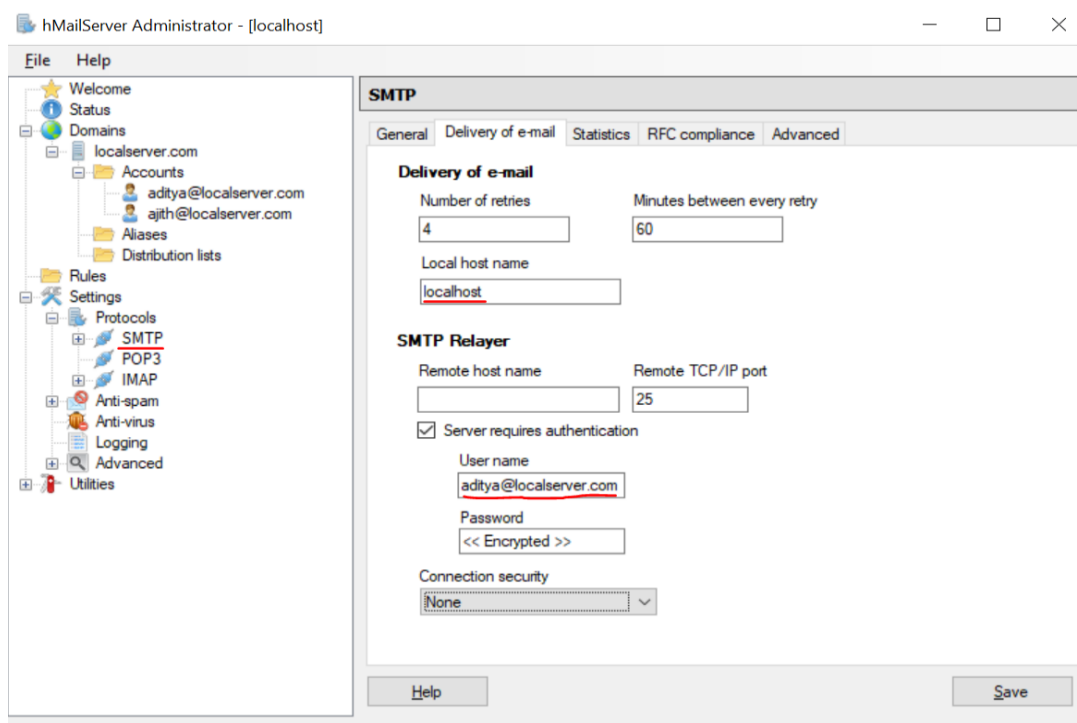 hMailServer Administrator - [localhost]
File Help
Welcome
Status
Domains
localserver.com
Accounts
aditya@localserver.com
ajith@localserver.com
Aliases
Distribution lists
Rules
Settings
Protocols
SMTP
POP3
IMAP
Anti-spam
Anti-virus
Logging
Advanced
Utilities
SMTP
General Delivery of e-mail Statistics RFC compliance Advanced
Delivery of e-mail
Number of retries Minutes between every retry
4 60
Local host name
localhost
SMTP Relayer
Remote host name Remote TCP/IP port
25
Server requires authentication
User name
aditya@localserver.com
Password
<< Encrypted >>
Connection security
None
Help Save